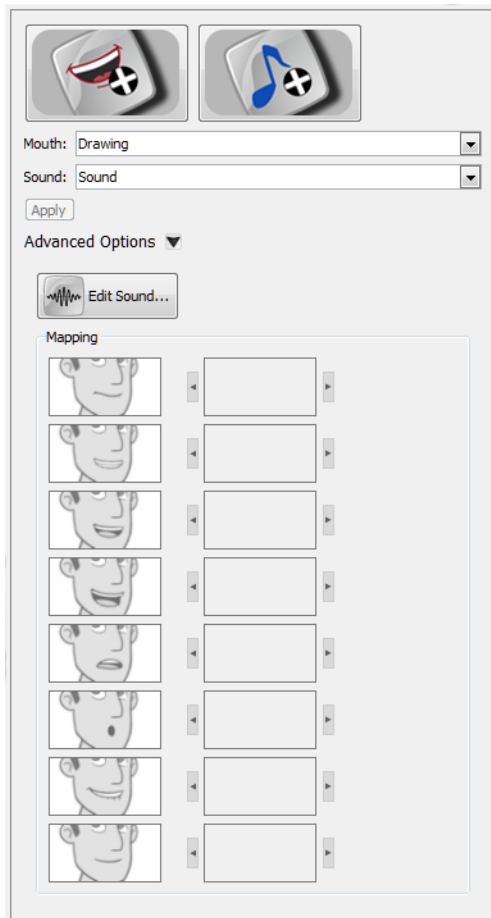 Mouth: Drawing
Sound: Sound
Apply
Advanced Options
Edit Sound...
Mapping